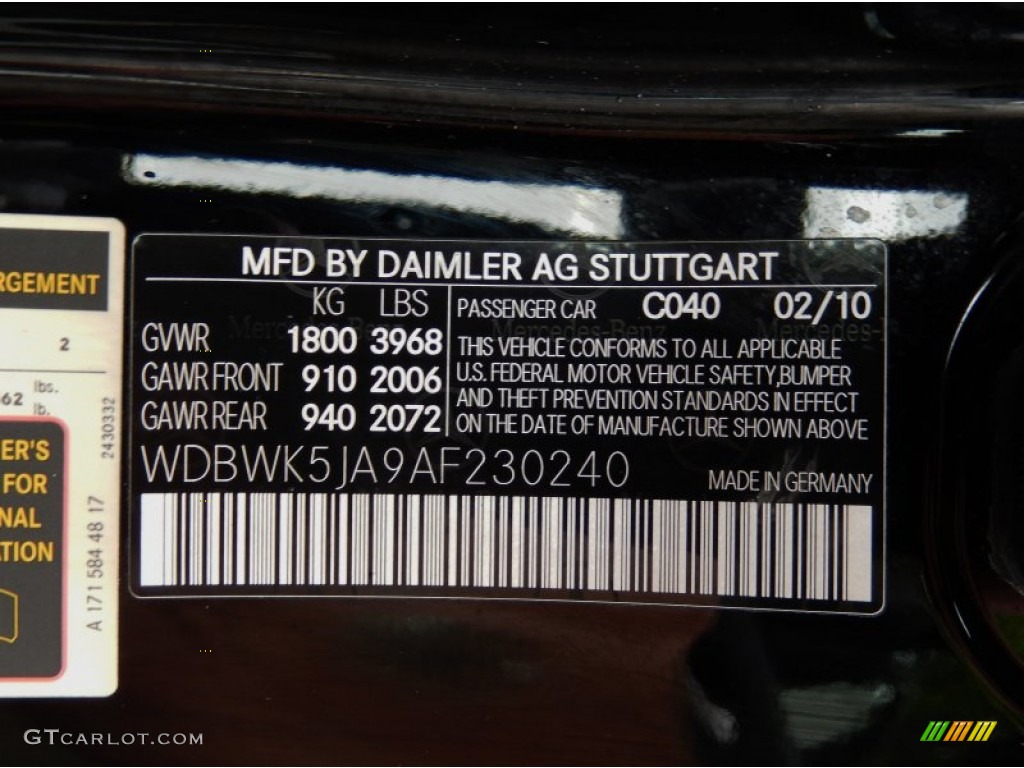 MFD BY DAIMLER AG STUTTGART
KG LBS
GVWR 1800 3968
GAWR FRONT 910 2006
GAWR REAR 940 2072
PASSENGER CAR C040 02/10
THIS VEHICLE CONFORMS TO ALL APPLICABLE
U.S. FEDERAL MOTOR VEHICLE SAFETY,BUMPER
AND THEFT PREVENTION STANDARDS IN EFFECT
ON THE DATE OF MANUFACTURE SHOWN ABOVE
WDBWK5JA9AF230240 MADE IN GERMANY
RGEMENT
2
62 lbs.
lb.
ER'S
FOR
NAL
TION
2430332
A 171 584 48 17
Mercedes-Benz
GTCARLOT.COM